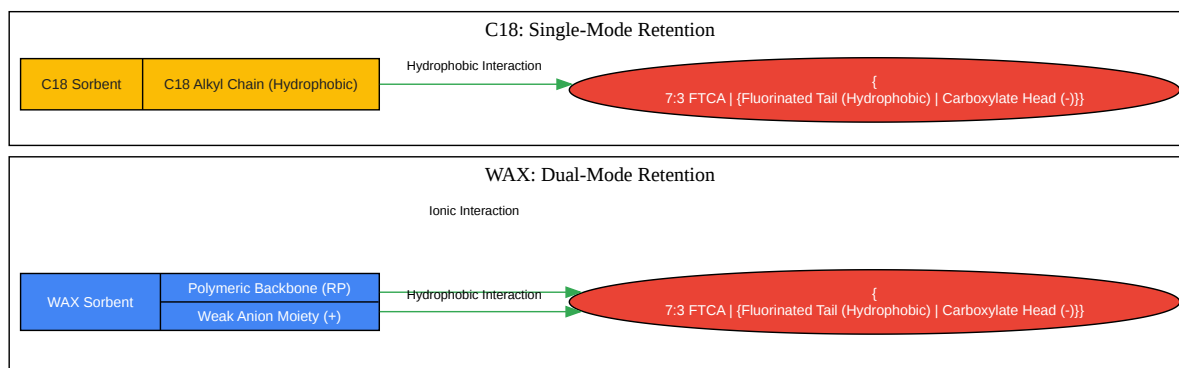 C18: Single-Mode Retention
C18 Sorbent
C18 Alkyl Chain (Hydrophobic)
Hydrophobic Interaction
{
7:3 FTCA | {Fluorinated Tail (Hydrophobic) | Carboxylate Head (-)}}
WAX: Dual-Mode Retention
Ionic Interaction
WAX Sorbent
Polymeric Backbone (RP)
Weak Anion Moiety (+)
Hydrophobic Interaction
{
7:3 FTCA | {Fluorinated Tail (Hydrophobic) | Carboxylate Head (-)}}